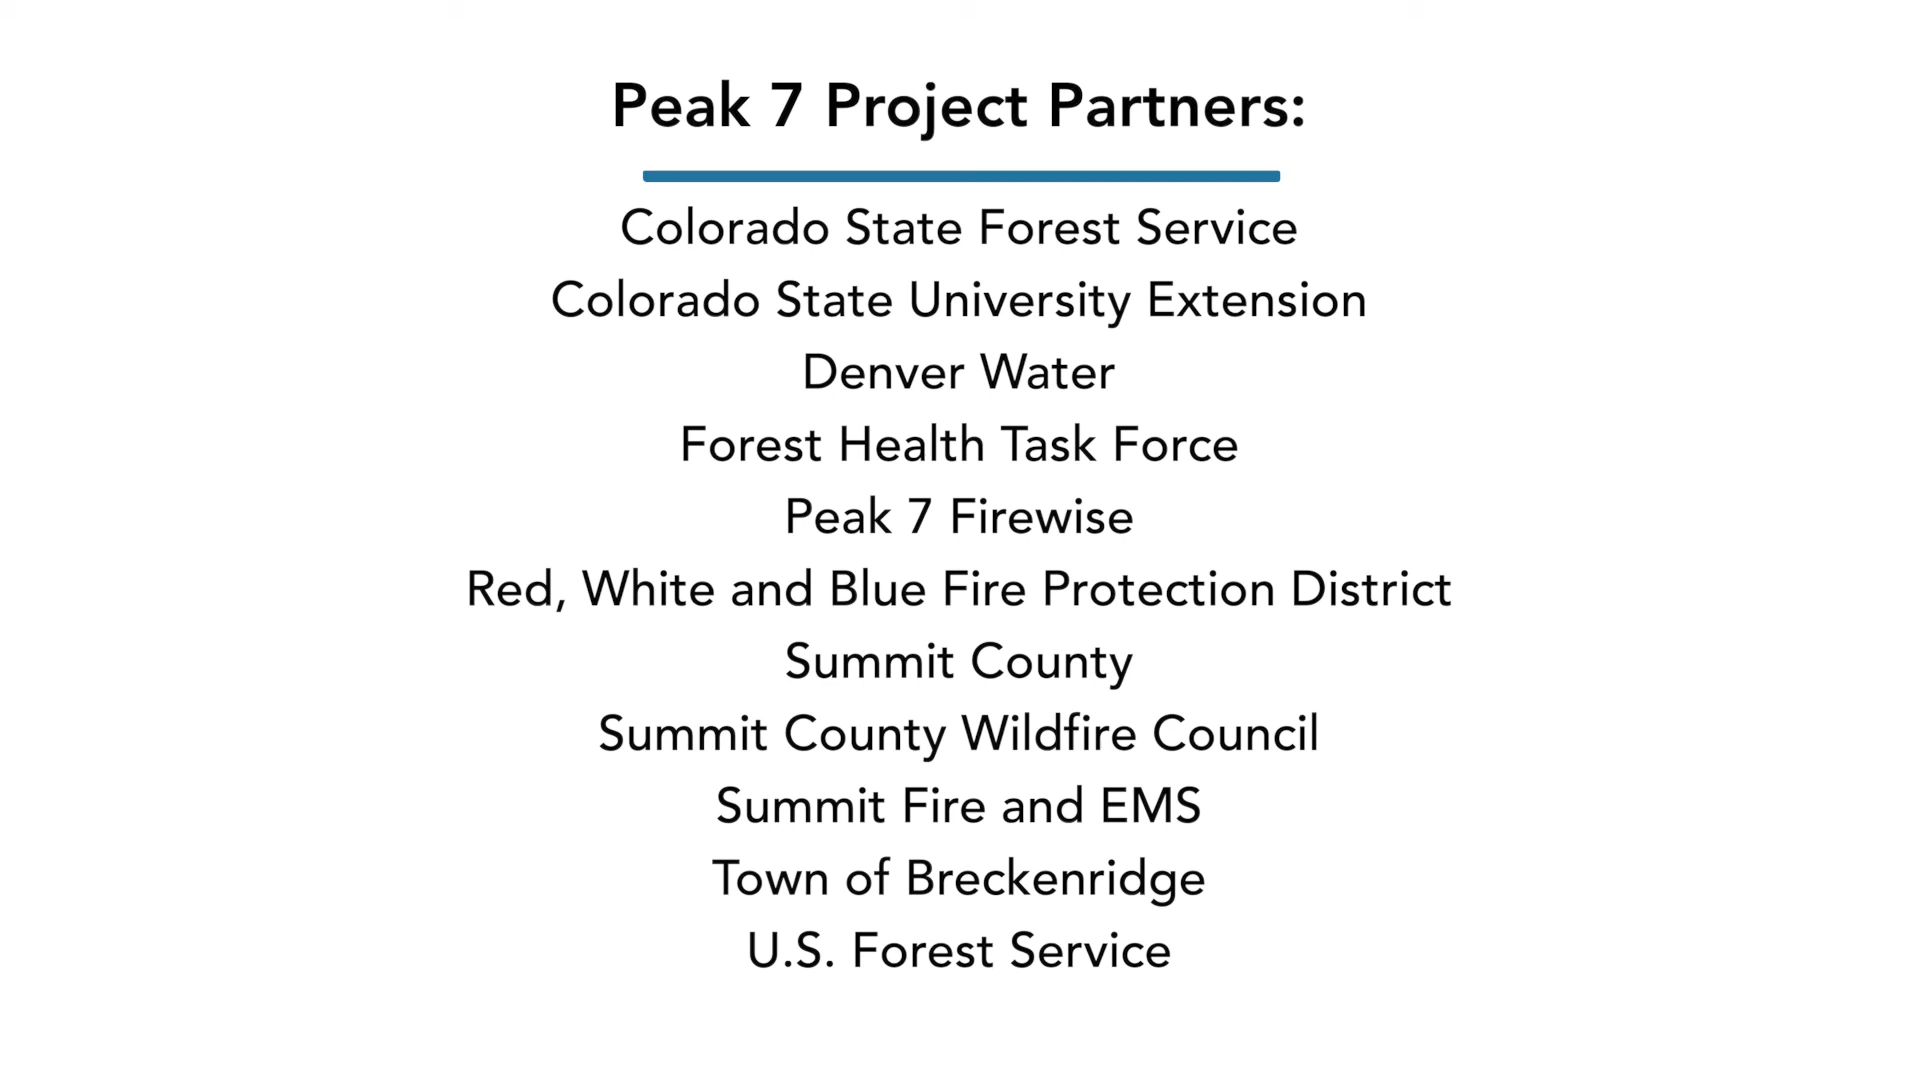 Peak 7 Project Partners:
Colorado State Forest Service
Colorado State University Extension
Denver Water
Forest Health Task Force
Peak 7 Firewise
Red, White and Blue Fire Protection District
Summit County
Summit County Wildfire Council
Summit Fire and EMS
Town of Breckenridge
U.S. Forest Service